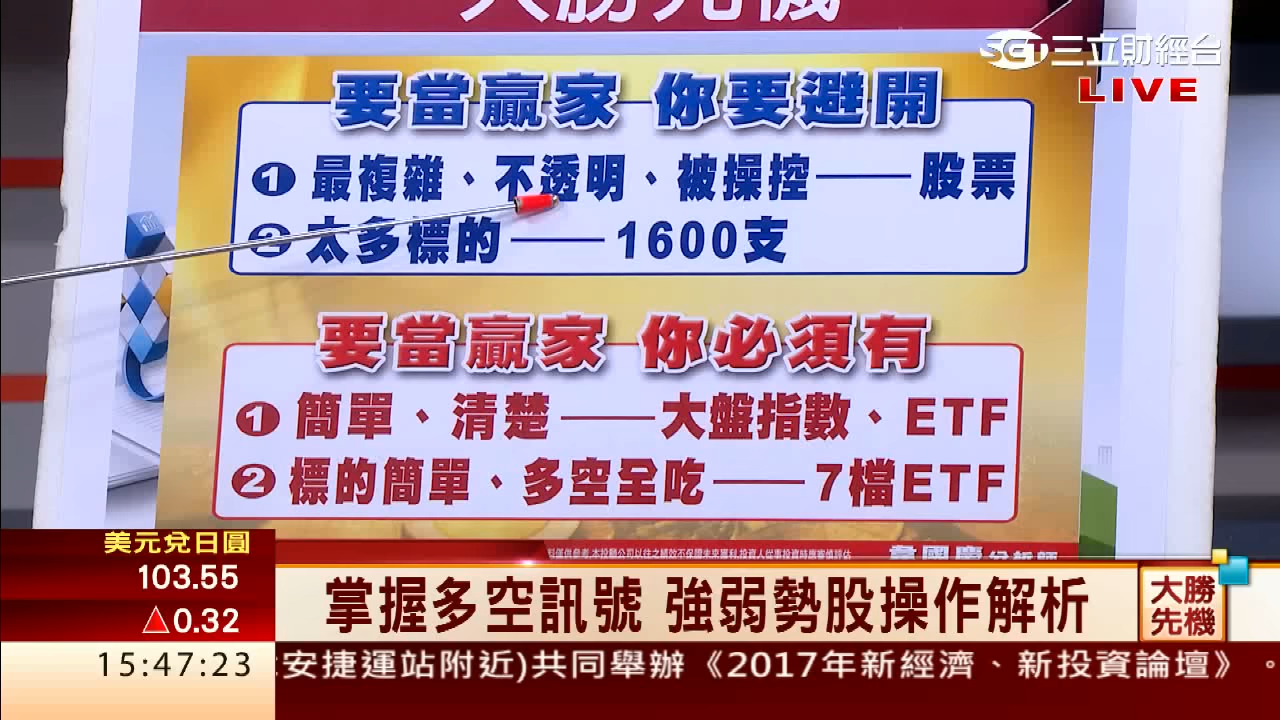 大勝先機
SET三立財經台
LIVE
要當贏家 你要避開
❶最複雜、不透明、被操控——股票
❷太多標的——1600支
要當贏家 你必須有
❶簡單、清楚——大盤指數、ETF
❷標的簡單、多空全吃——7檔ETF
美元兌日圓
103.55
△0.32
15:47:23
掌握多空訊號 強弱勢股操作解析
大勝
先機
安捷運站附近)共同舉辦《2017年新經濟、新投資論壇》。